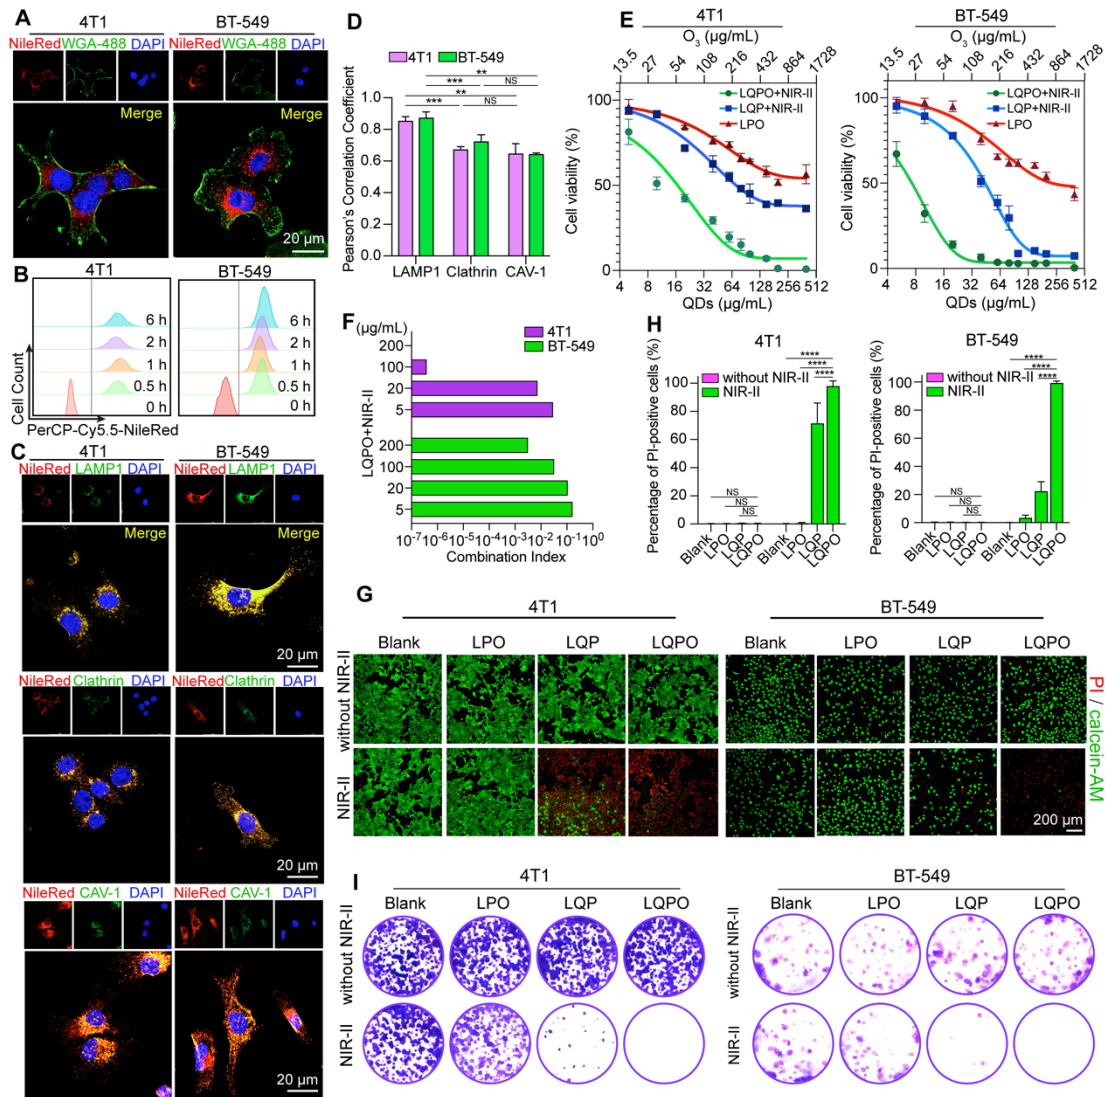 A
4T1
BT-549
NileRed WGA-488 DAPI
NileRed WGA-488 DAPI
Merge
Merge
20 µm
B
4T1
BT-549
6 h
2 h
1 h
0.5 h
0 h
6 h
2 h
1 h
0.5 h
0 h
Cell Count
PerCP-Cy5.5-NileRed
C
4T1
BT-549
NileRed LAMP1 DAPI
NileRed LAMP1 DAPI
Merge
Merge
20 µm
NileRed Clathrin DAPI
NileRed Clathrin DAPI
20 µm
NileRed CAV-1 DAPI
NileRed CAV-1 DAPI
20 µm
D
4T1
BT-549
**
***
NS
**
***
NS
Pearson's Correlation Coefficient
1.0
0.8
0.6
0.4
0.2
0.0
LAMP1 Clathrin CAV-1
E
4T1
O3 (µg/mL)
13.5 27 54 108 216 432 864 1728
LQPO+NIR-II
LQP+NIR-II
LPO
Cell viability (%)
100
50
0
4 8 16 32 64 128 256 512
QDs (µg/mL)
BT-549
O3 (µg/mL)
13.5 27 54 108 216 432 864 1728
LQPO+NIR-II
LQP+NIR-II
LPO
Cell viability (%)
100
50
0
4 8 16 32 64 128 256 512
QDs (µg/mL)
F
(µg/mL)
4T1
BT-549
LQPO+NIR-II
200
100
20
5
200
100
20
5
10-7 10-6 10-5 10-4 10-3 10-2 10-1 100
Combination Index
H
4T1
without NIR-II
NIR-II
****
****
****
NS
NS
NS
Percentage of PI-positive cells (%)
100
80
60
40
20
0
Blank LPO LQP LQPO Blank LPO LQP LQPO
BT-549
without NIR-II
NIR-II
****
****
****
NS
NS
NS
Percentage of PI-positive cells (%)
100
80
60
40
20
0
Blank LPO LQP LQPO Blank LPO LQP LQPO
G
4T1
BT-549
Blank LPO LQP LQPO
Blank LPO LQP LQPO
without NIR-II
NIR-II
PI / calcein-AM
200 µm
I
4T1
BT-549
Blank LPO LQP LQPO
Blank LPO LQP LQPO
without NIR-II
NIR-II
without NIR-II
NIR-II